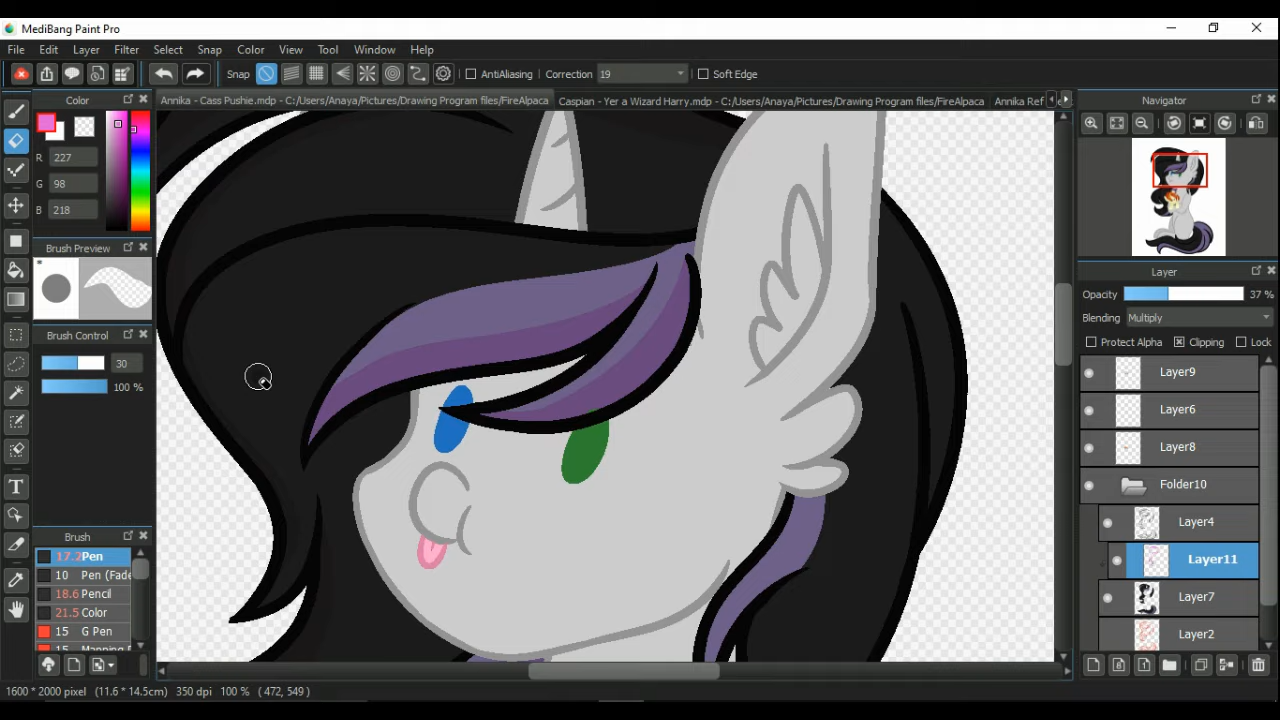 MediBang Paint Pro
File Edit Layer Filter Select Snap Color View Tool Window Help
Snap AntiAliasing Correction 19 Soft Edge
Color
Annika - Cass Pushie.mdp - C:/Users/Anaya/Pictures/Drawing Program files/FireAlpaca Caspian - Yer a Wizard Harry.mdp - C:/Users/Anaya/Pictures/Drawing Program files/FireAlpaca Annika Ref
Navigator
R 227
G 98
B 218
Brush Preview
Brush Control
30
100 %
Layer
Opacity 37 %
Blending Multiply
Protect Alpha Clipping Lock
Layer9
Layer6
Layer8
Folder10
Layer4
Layer11
Layer7
Layer2
Brush
17.2 Pen
10 Pen (Fade
18.6 Pencil
21.5 Color
15 G Pen
15
T
1600 * 2000 pixel (11.6 * 14.5cm) 350 dpi 100 % ( 472, 549 )